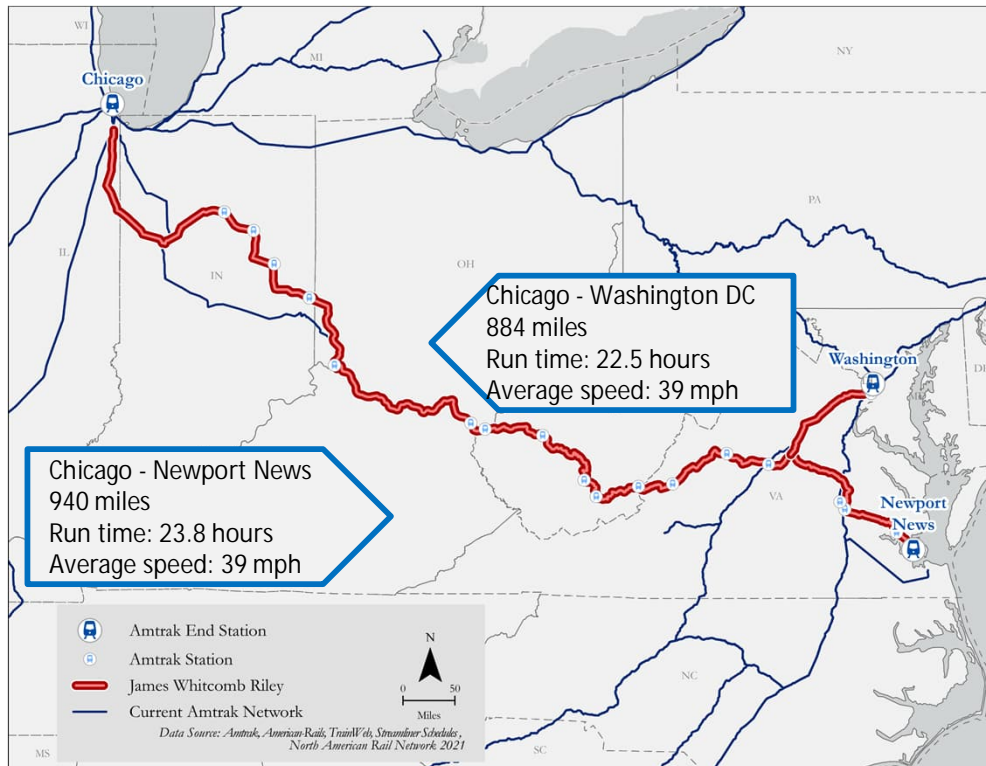 WI
Chicago
MI
NY
IL
IN
OH
PA
Chicago - Washington DC
884 miles
Run time: 22.5 hours
Average speed: 39 mph
Washington
Chicago - Newport News
940 miles
Run time: 23.8 hours
Average speed: 39 mph
VA
Newport
News
Amtrak End Station
Amtrak Station
James Whitcomb Riley
Current Amtrak Network
N
0 50
Miles
Data Source: Amtrak, American-Rails, TrainWeb, Streamliner Schedules,
North American Rail Network 2021
NC
MS
SC